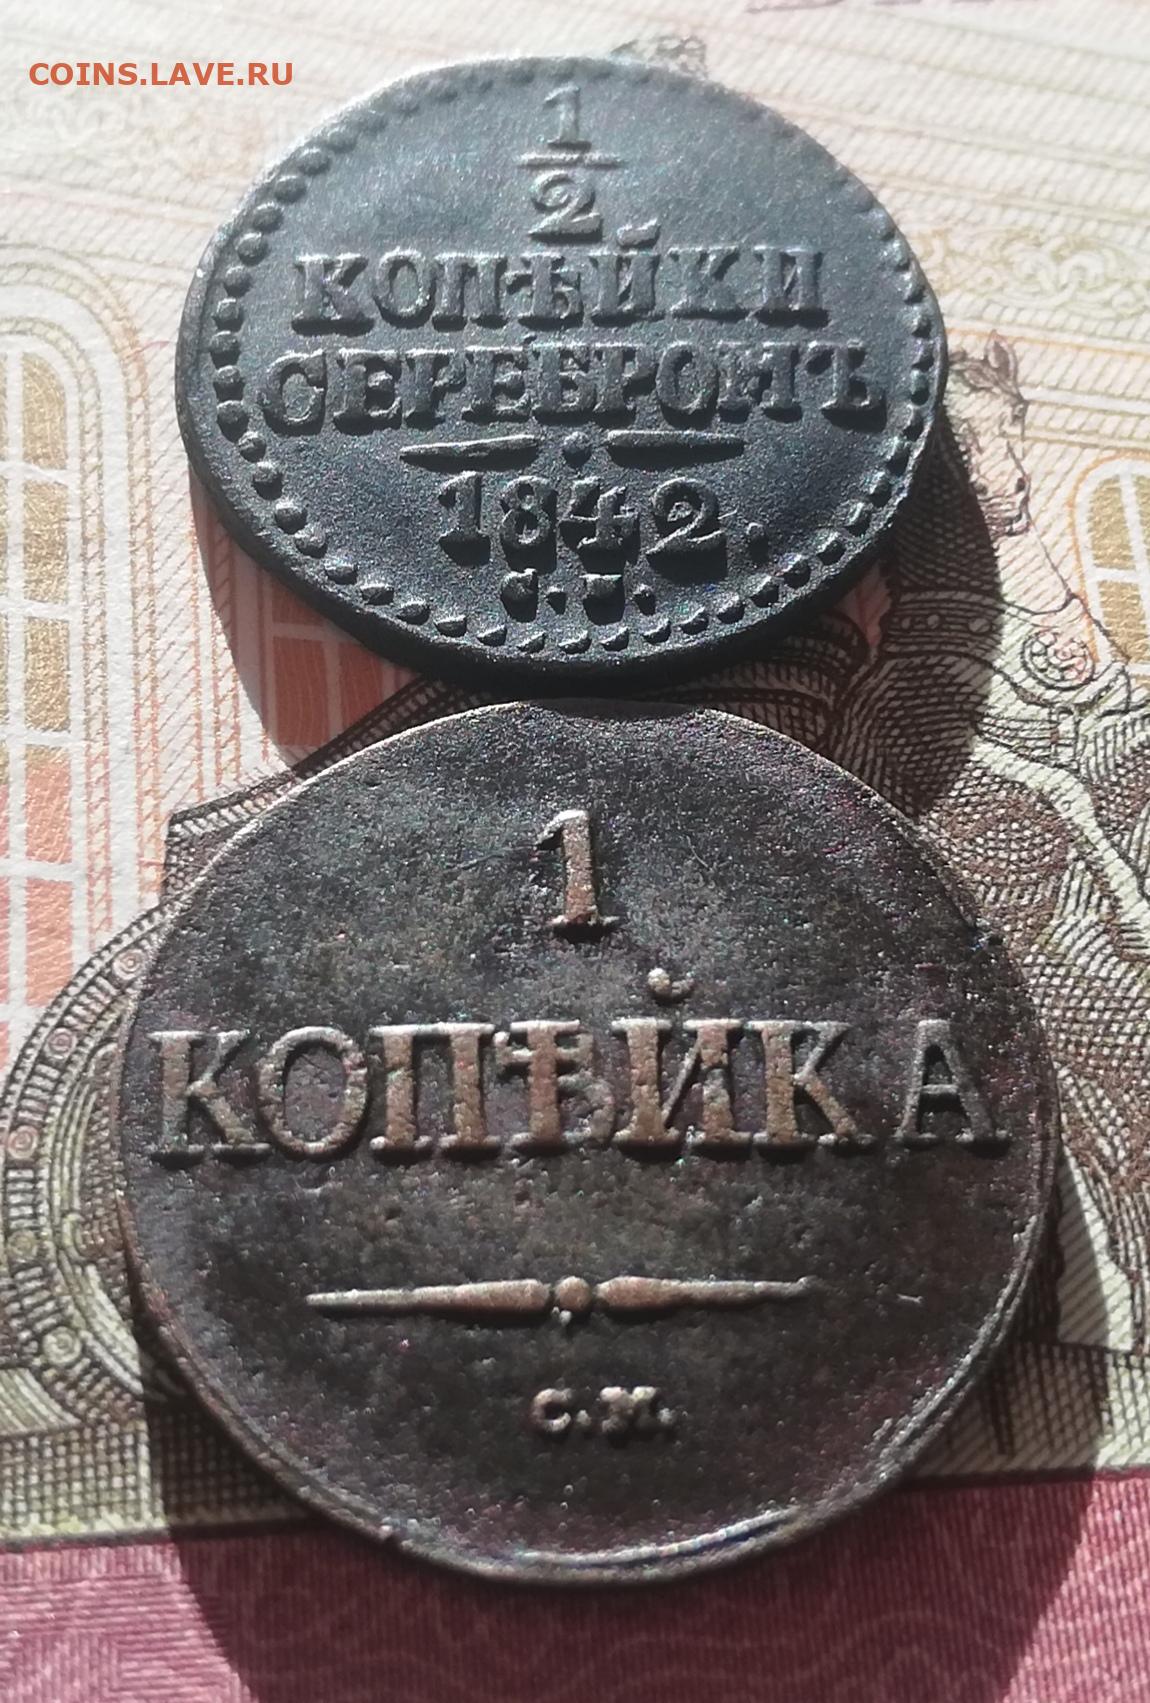 COINS.LAVE.RU
1
2
КОПѢЙКИ
СЕРЕБРОМЪ
1842.
С.М.
1
КОПѢЙКА
С.М.